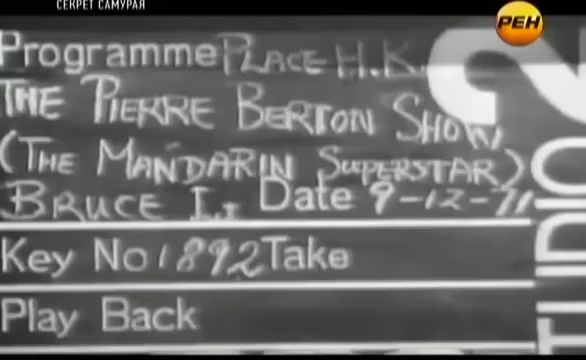 СЕКРЕТ САМУРАЯ
РЕН
Programme PLACE H.K.
THE PIERRE BERTON SHOW
(THE MANDARIN SUPERSTAR)
BRUCE L. Date 9-12-71
Key No 1892 Take
Play Back
2